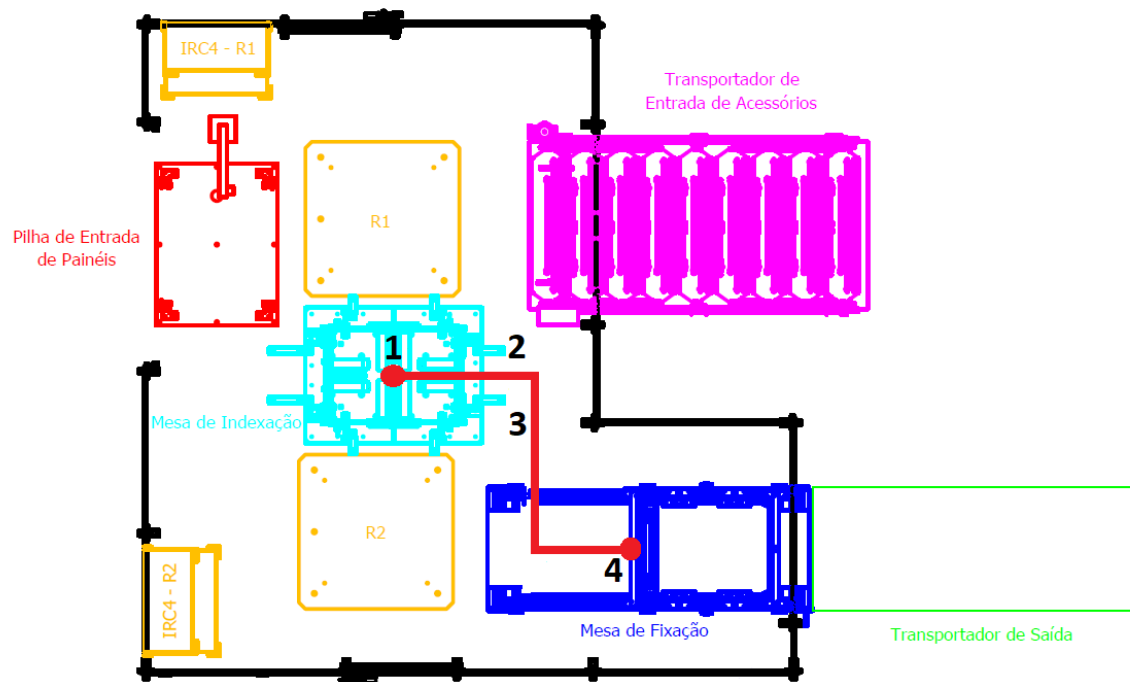 IRC4 - R1
Transportador de
Entrada de Acessórios
R1
Pilha de Entrada
de Painéis
1
2
Mesa de Indexação
3
R2
4
IRC4 - R2
Mesa de Fixação
Transportador de Saída